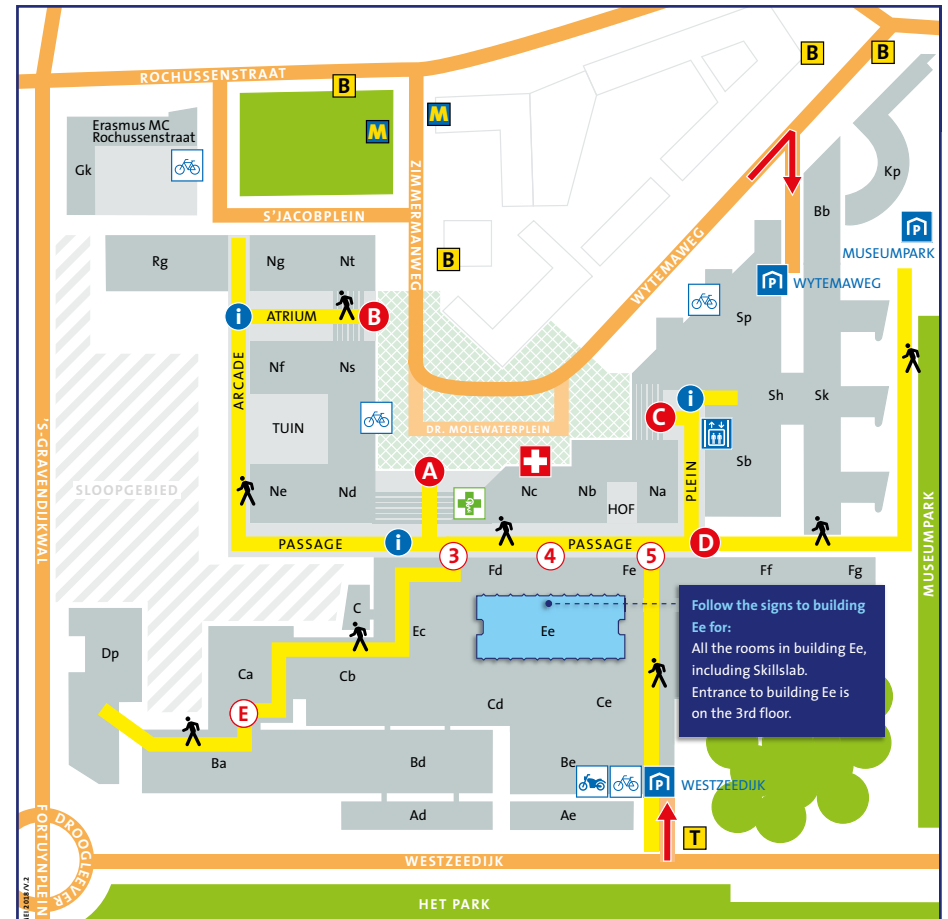 ROCHUSSENSTRAAT
B
B
B
M
M
Erasmus MC
Rochussenstraat
Gk
ZIMMERMANWEG
S'JACOBPLEIN
B
WYTEMAWEG
Kp
Bb
P
MUSEUMPARK
P
WYTEMAWEG
Rg
Ng
Nt
i
ATRIUM
B
Sp
ARCADE
Nf
Ns
TUIN
DR. MOLEWATERPLEIN
C
i
Sh
Sk
'S-GRAVENDIJKWAL
SLOOPGEBIED
Ne
Nd
A
Nc
Nb
HOF
Na
PLEIN
Sb
MUSEUMPARK
PASSAGE
i
PASSAGE
D
3
4
5
Fd
Fe
Ff
Fg
C
Ec
Ee
Follow the signs to building
Ee for:
All the rooms in building Ee,
including Skillslab.
Entrance to building Ee is
on the 3rd floor.
Dp
Ca
Cb
Cd
Ce
E
Ba
Bd
Be
P
WESTZEEDIJK
Ad
Ae
T
DROOGLEEVER
FORTUYNPLEIN
WESTZEEDIJK
HET PARK